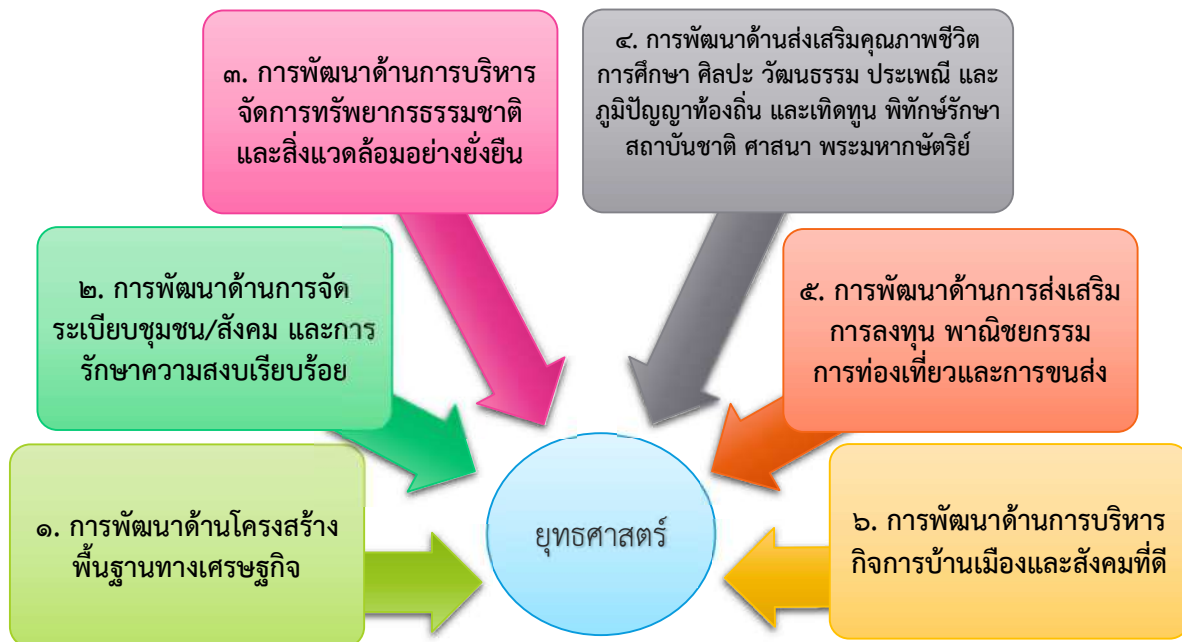 ๓. การพัฒนาด้านการบริหาร
จัดการทรัพยากรธรรมชาติ
และสิ่งแวดล้อมอย่างยั่งยืน
๔. การพัฒนาด้านส่งเสริมคุณภาพชีวิต
การศึกษา ศิลปะ วัฒนธรรม ประเพณี และ
ภูมิปัญญาท้องถิ่น และเทิดทูน พิทักษ์รักษา
สถาบันชาติ ศาสนา พระมหากษัตริย์
๒. การพัฒนาด้านการจัด
ระเบียบชุมชน/สังคม และการ
รักษาความสงบเรียบร้อย
๕. การพัฒนาด้านการส่งเสริม
การลงทุน พาณิชยกรรม
การท่องเที่ยวและการขนส่ง
๑. การพัฒนาด้านโครงสร้าง
พื้นฐานทางเศรษฐกิจ
ยุทธศาสตร์
๖. การพัฒนาด้านการบริหาร
กิจการบ้านเมืองและสังคมที่ดี